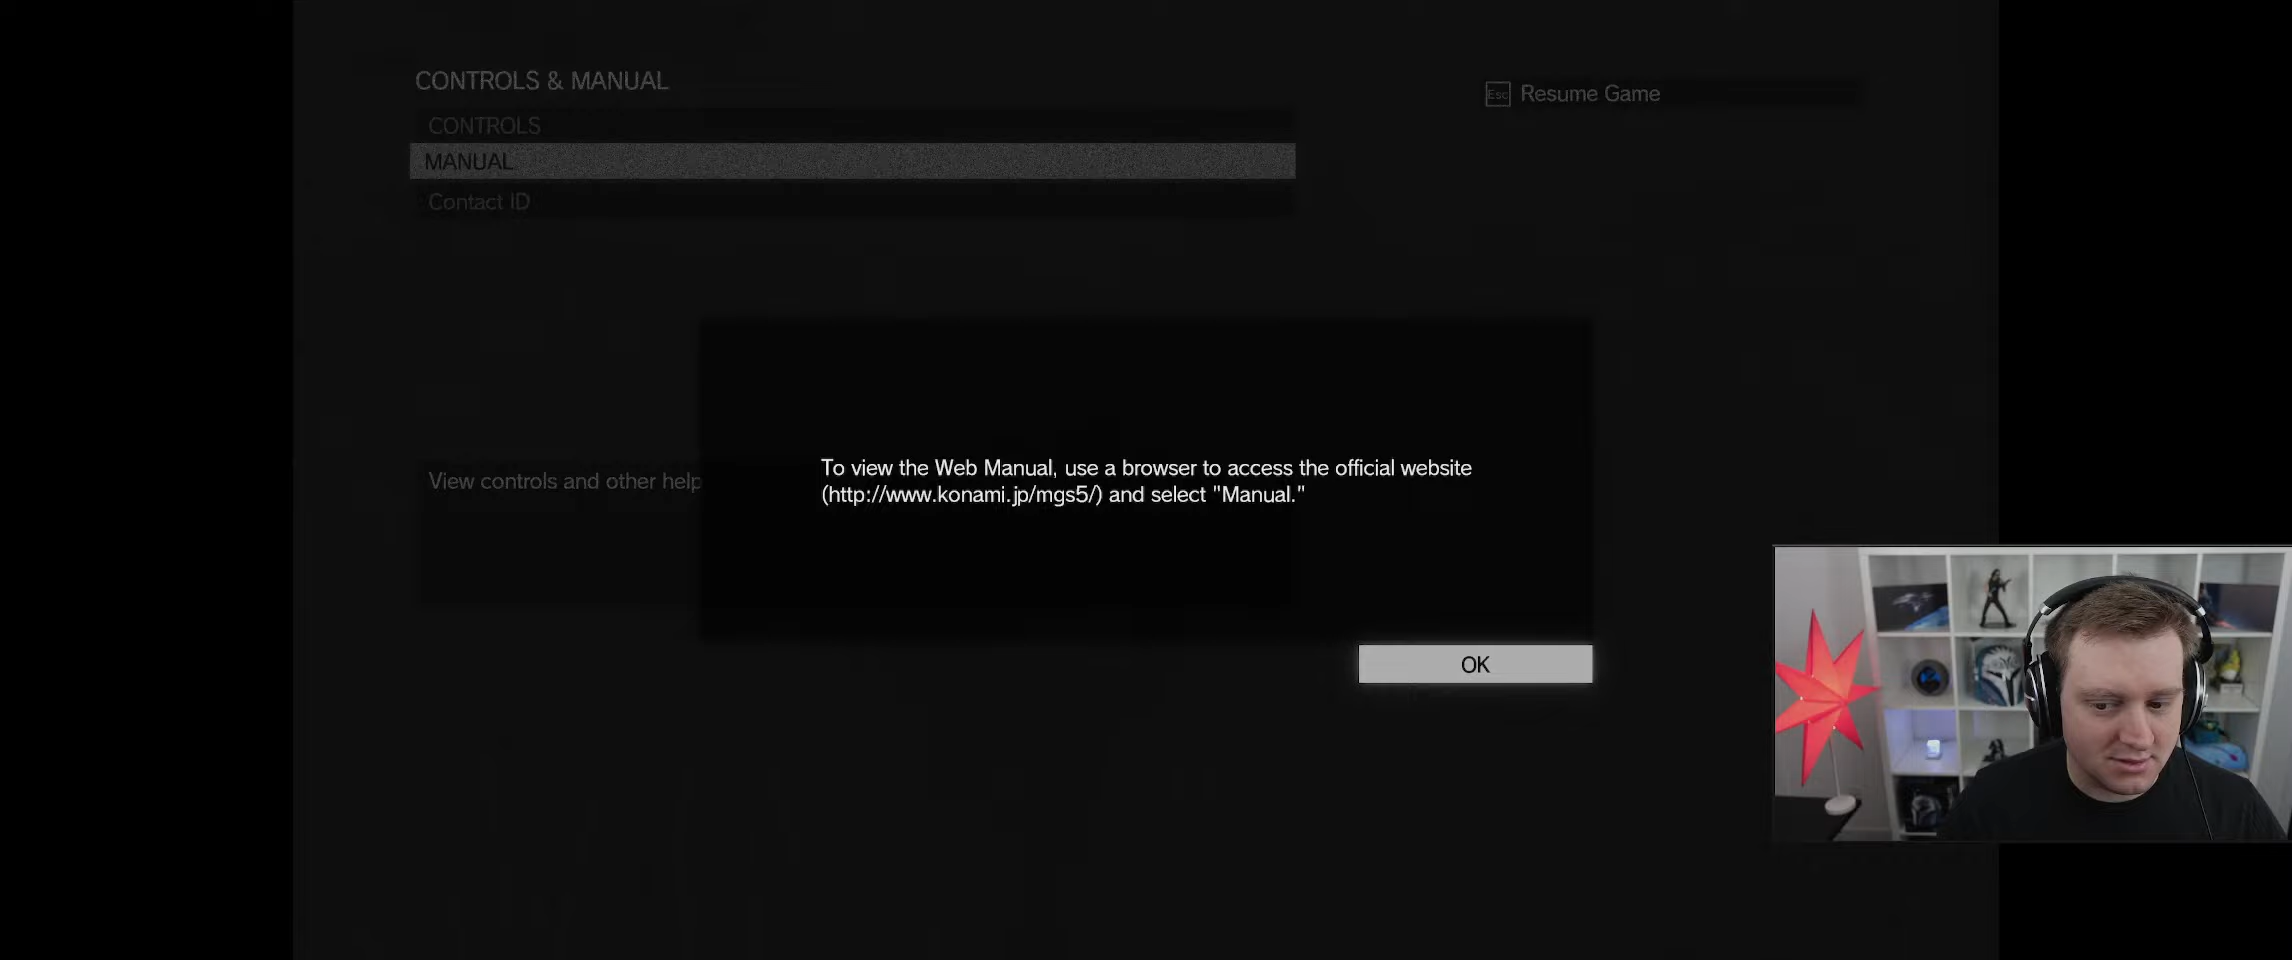 CONTROLS & MANUAL
Esc Resume Game
CONTROLS
MANUAL
Contact ID
View controls and other help
To view the Web Manual, use a browser to access the official website
(http://www.konami.jp/mgs5/) and select "Manual."
OK